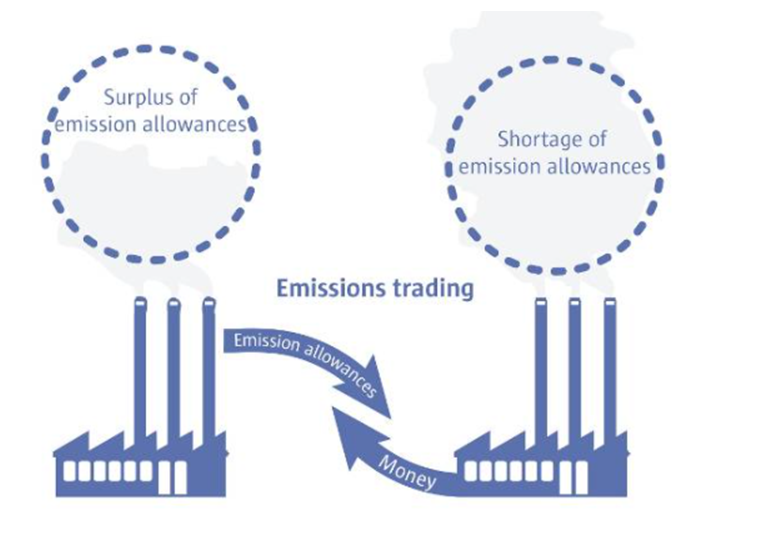 Surplus of
emission allowances
Shortage of
emission allowances
Emissions trading
Emission allowances
Money